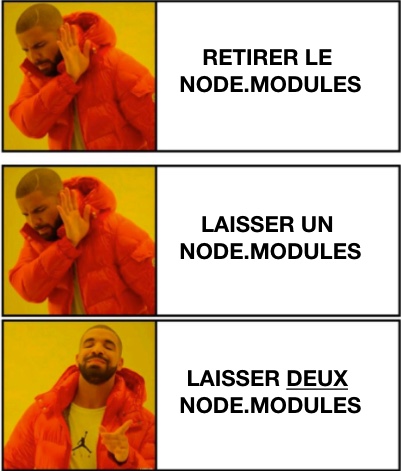 RETIRER LE
NODE.MODULES
LAISSER UN
NODE.MODULES
LAISSER DEUX
NODE.MODULES